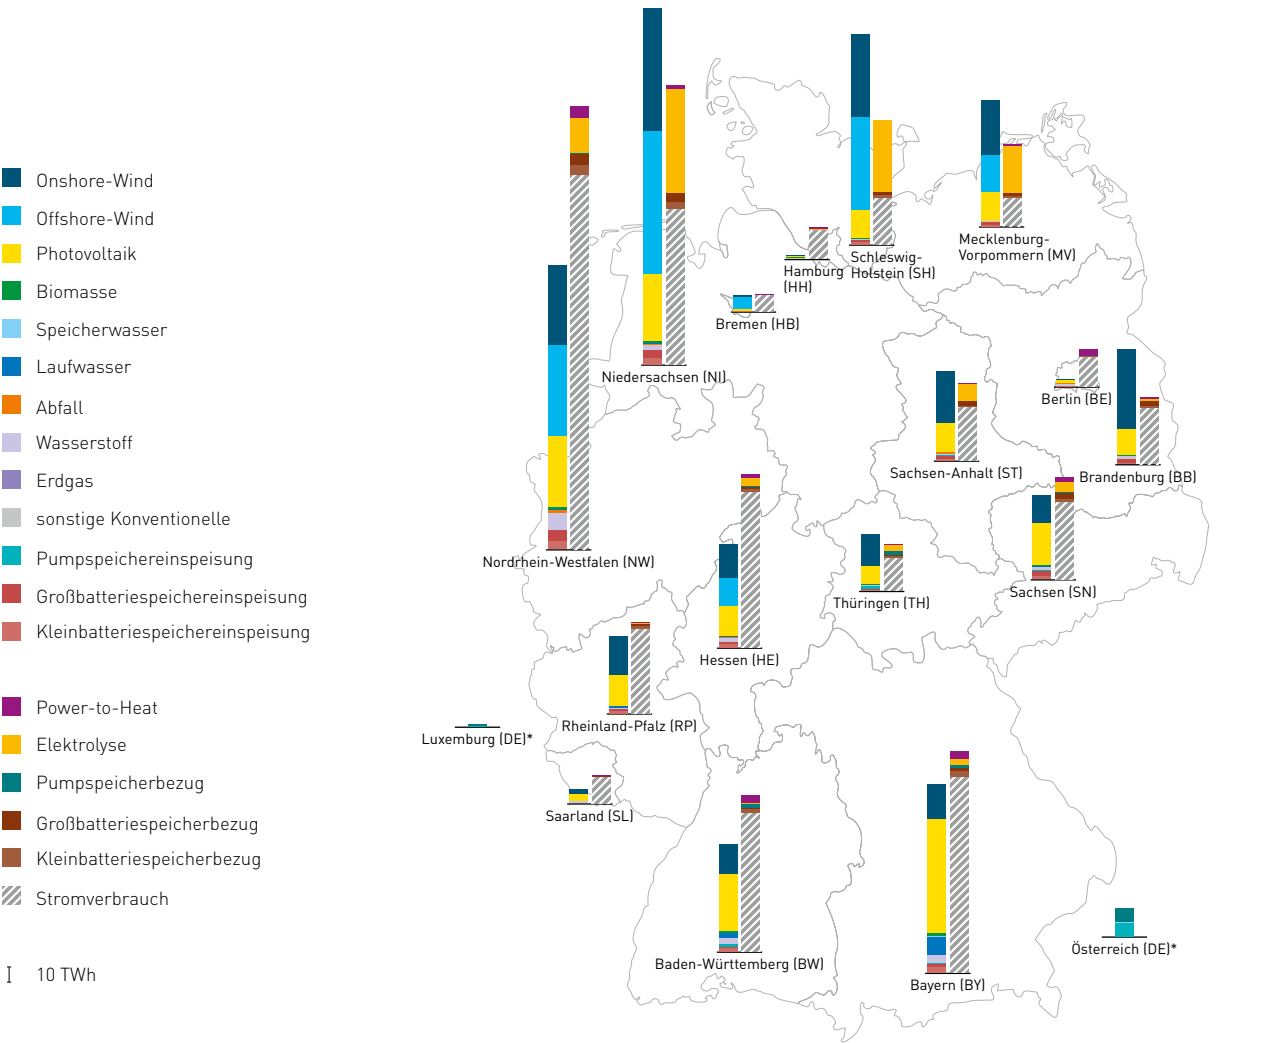 Onshore-Wind
Offshore-Wind
Photovoltaik
Biomasse
Speicherwasser
Laufwasser
Abfall
Wasserstoff
Erdgas
sonstige Konventionelle
Pumpspeichereinspeisung
Großbatteriespeichereinspeisung
Kleinbatteriespeichereinspeisung
Power-to-Heat
Elektrolyse
Pumpspeicherbezug
Großbatteriespeicherbezug
Kleinbatteriespeicherbezug
Stromverbrauch
10 TWh
Mecklenburg-
Vorpommern (MV)
Schleswig-
Holstein (SH)
Hamburg
(HH)
Bremen (HB)
Niedersachsen (NI)
Berlin (BE)
Sachsen-Anhalt (ST)
Brandenburg (BB)
Nordrhein-Westfalen (NW)
Thüringen (TH)
Sachsen (SN)
Hessen (HE)
Rheinland-Pfalz (RP)
Luxemburg (DE)*
Saarland (SL)
Baden-Württemberg (BW)
Bayern (BY)
Österreich (DE)*